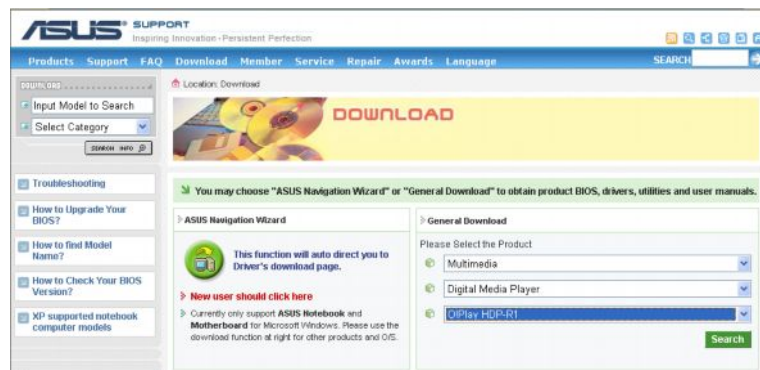 ASUS SUPPORT
Inspiring Innovation • Persistent Perfection
Products Support FAQ Download Member Service Repair Awards Language
SEARCH
DOWNLOAD
Input Model to Search
Select Category
SEARCH INFO
Troubleshooting
How to Upgrade Your BIOS?
How to find Model Name?
How to Check Your BIOS Version?
XP supported notebook computer models
Location: Download
DOWNLOAD
You may choose "ASUS Navigation Wizard" or "General Download" to obtain product BIOS, drivers, utilities and user manuals.
ASUS Navigation Wizard
This function will auto direct you to
Driver's download page.
New user should click here
Currently only support ASUS Notebook and
Motherboard for Microsoft Windows. Please use the
download function at right for other products and O/S.
General Download
Please Select the Product
Multimedia
Digital Media Player
O!Play HDP-R1
Search